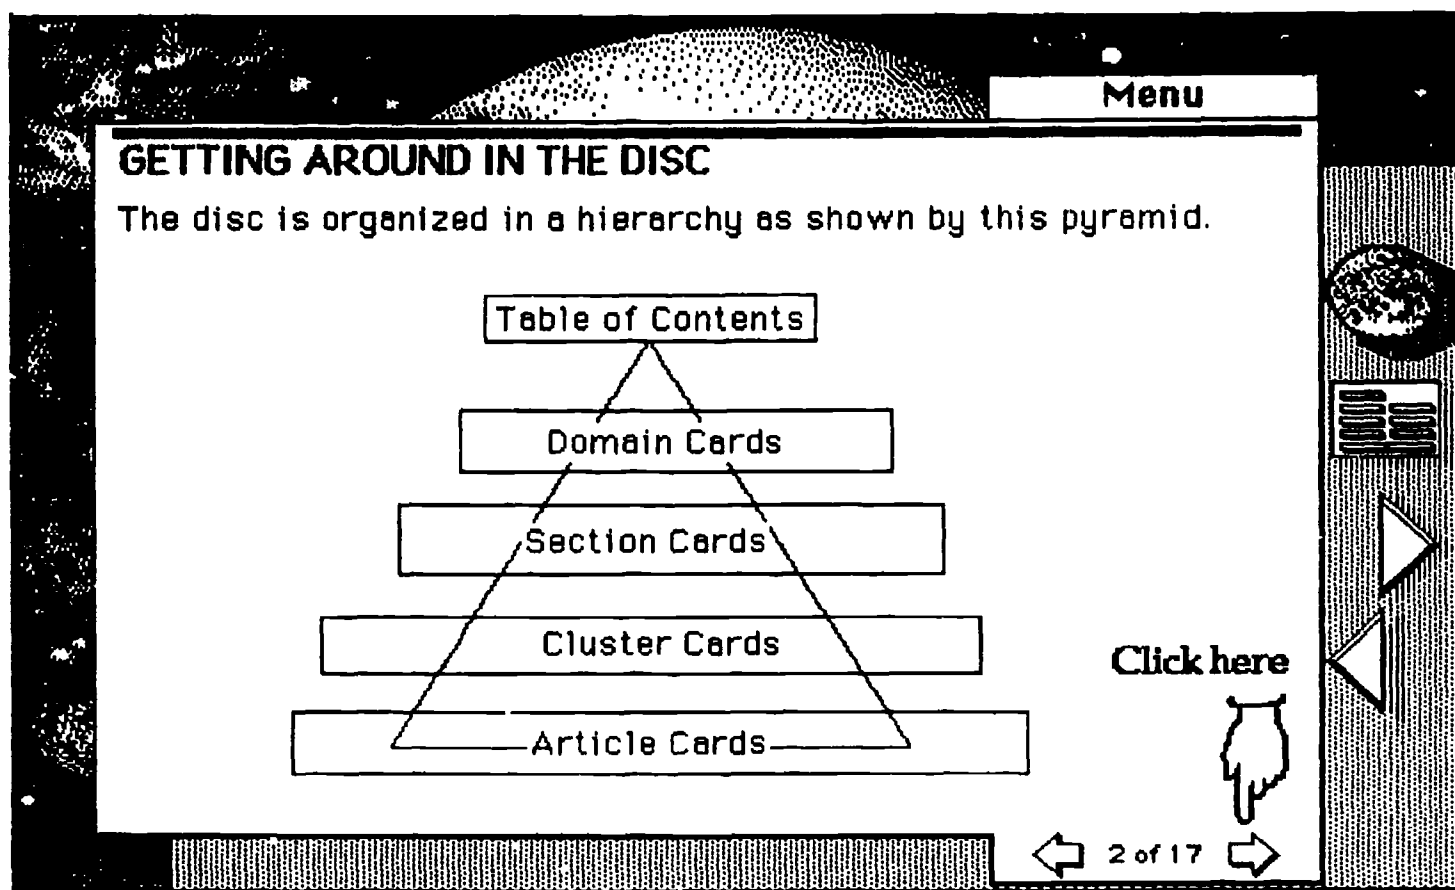 Menu
GETTING AROUND IN THE DISC
The disc is organized in a hierarchy as shown by this pyramid.
Table of Contents
Domain Cards
Section Cards
Cluster Cards
Article Cards
Click here
2 of 17